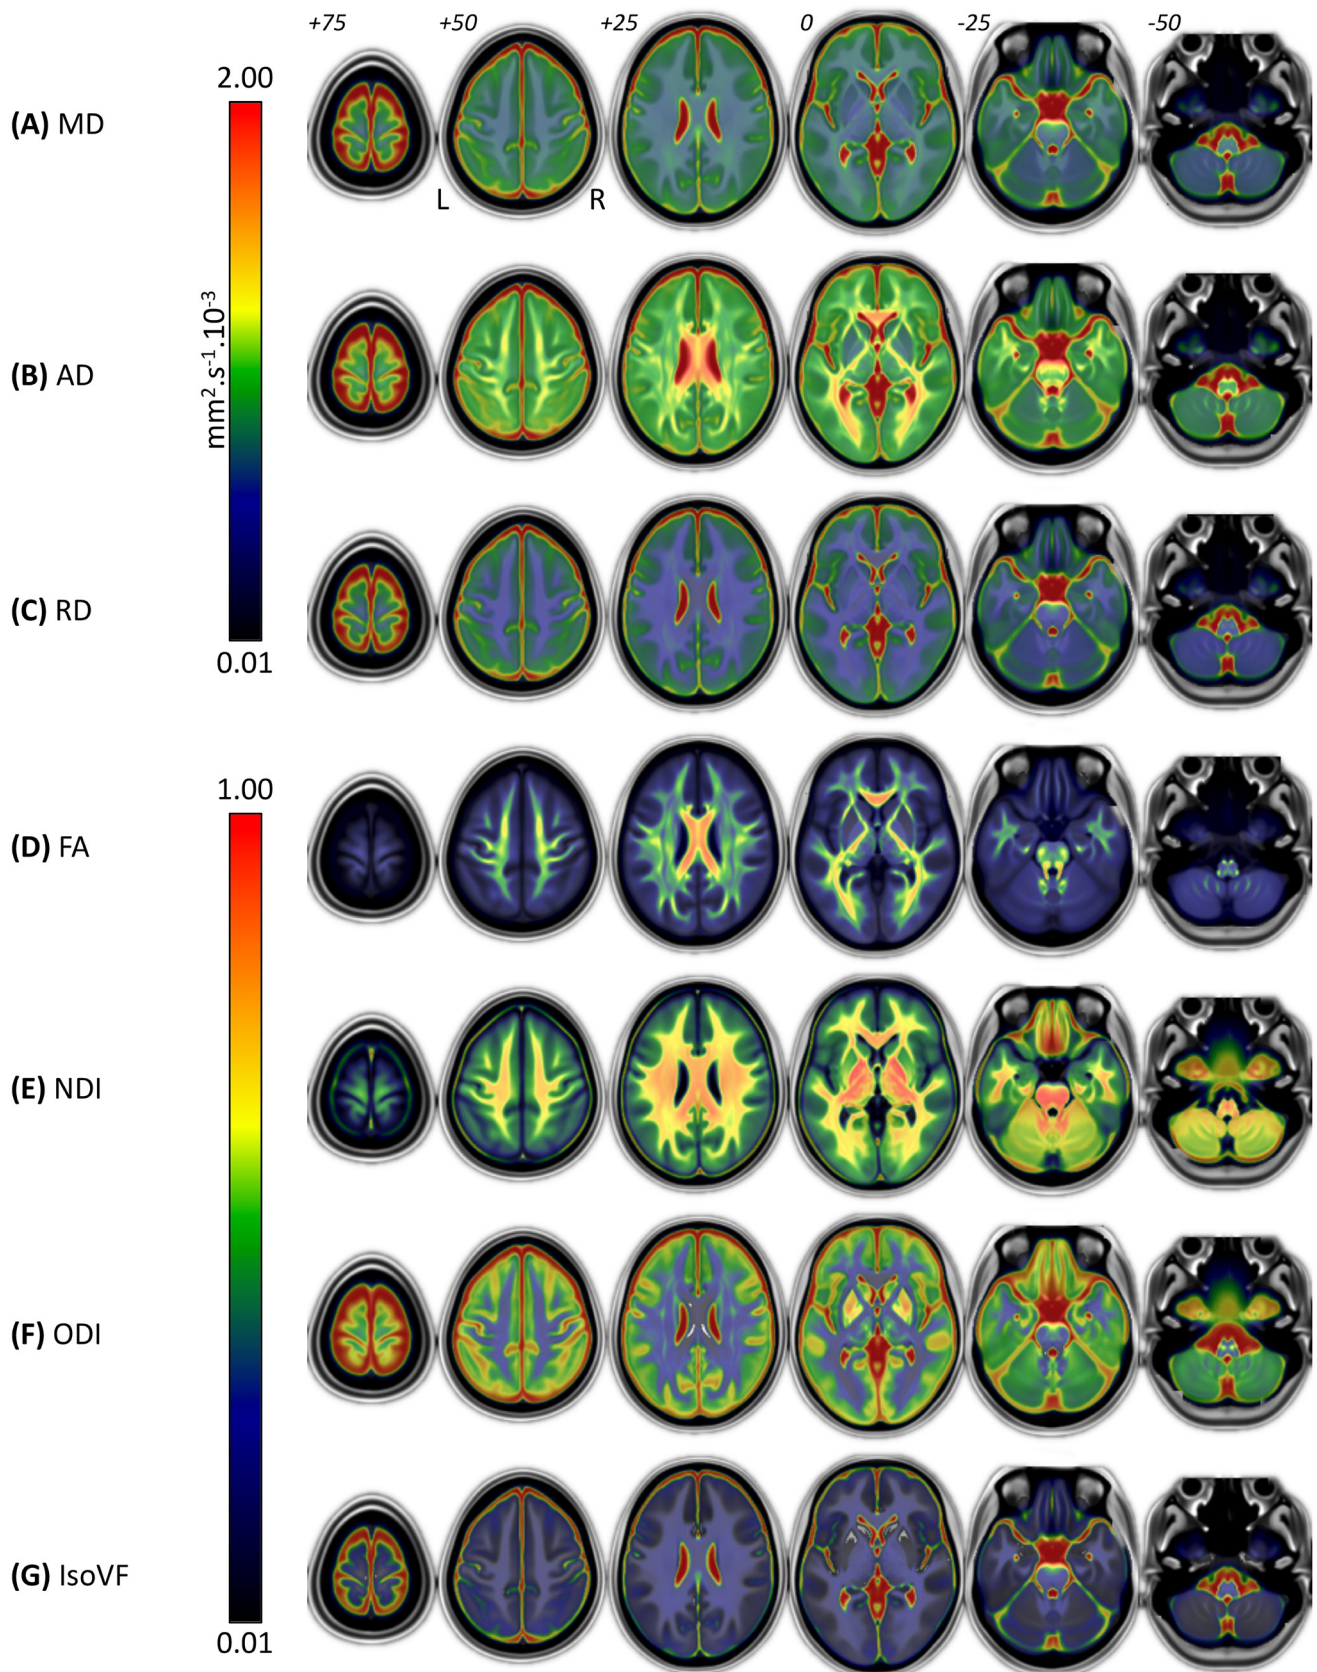 +75 +50 +25 0 -25 -50
2.00
(A) MD
L R
mm².s⁻¹.10⁻³
(B) AD
(C) RD
0.01
1.00
(D) FA
(E) NDI
(F) ODI
(G) IsoVF
0.01